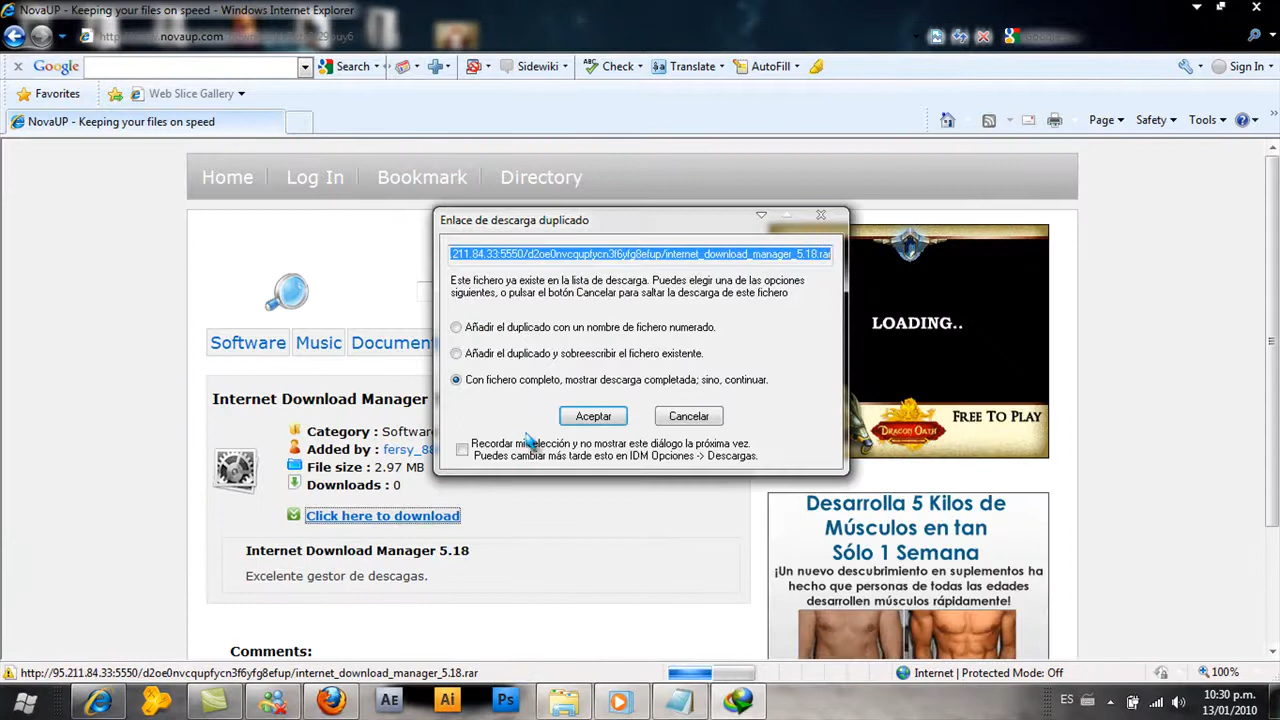 NovaUP - Keeping your files on speed - Windows Internet Explorer
Google
Search
Sidewiki
Check
Translate
AutoFill
Sign In
Favorites
Web Slice Gallery
NovaUP - Keeping your files on speed
Page
Safety
Tools
Home
Log In
Bookmark
Directory
Enlace de descarga duplicado
211.84.33:5550/d2oe0nvcqupfycn3f6yfg8efup/internet_download_manager_5.18.rar
Este fichero ya existe en la lista de descarga. Puedes elegir una de las opciones
siguientes, o pulsar el botón Cancelar para saltar la descarga de este fichero
Añadir el duplicado con un nombre de fichero numerado.
Añadir el duplicado y sobreescribir el fichero existente.
Con fichero completo, mostrar descarga completada; sino, continuar.
Aceptar
Cancelar
Recordar mi elección y no mostrar este diálogo la próxima vez.
Puedes cambiar más tarde esto en IDM Opciones -> Descargas.
LOADING..
DRAGON OATH
FREE TO PLAY
Software
Music
Documen
Internet Download Manager
Category : Softwar
Added by : fersy_88
File size : 2.97 MB
Downloads : 0
Click here to download
Internet Download Manager 5.18
Excelente gestor de descagas.
Comments:
Desarrolla 5 Kilos de
Músculos en tan
Sólo 1 Semana
¡Un nuevo descubrimiento en suplementos ha
hecho que personas de todas las edades
desarrollen músculos rápidamente!
http://95.211.84.33:5550/d2oe0nvcqupfycn3f6yfg8efup/internet_download_manager_5.18.rar
Internet | Protected Mode: Off
100%
Ae
Ai
Ps
ES
10:30 p.m.
13/01/2010